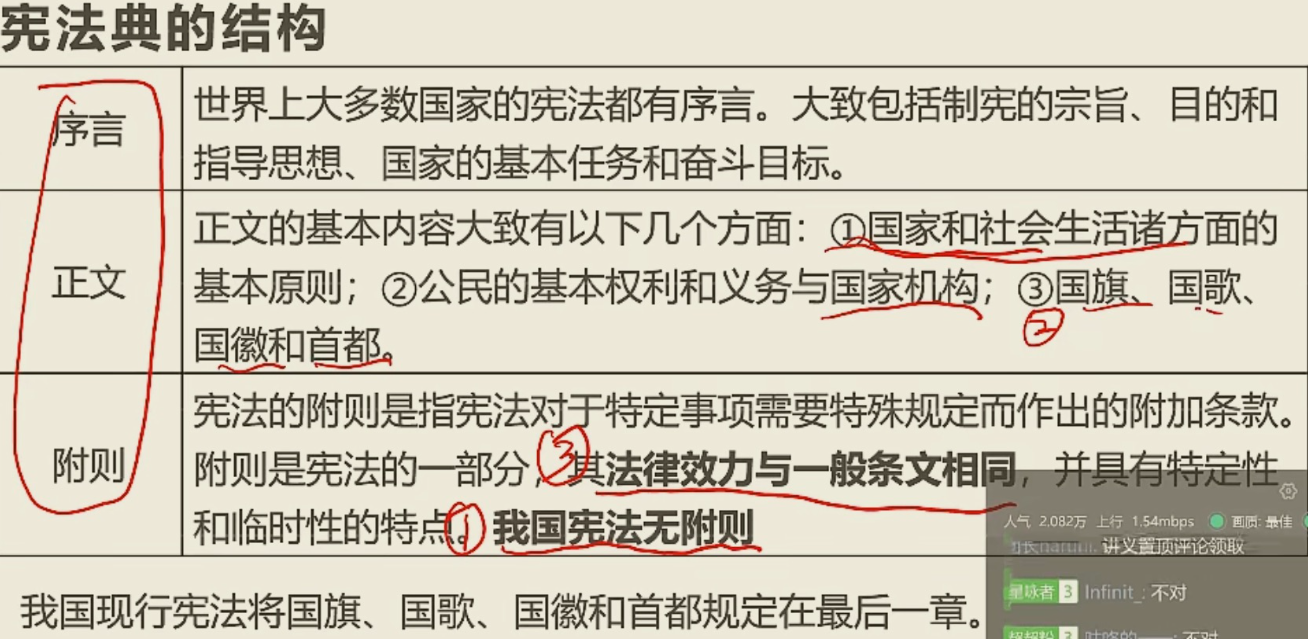 宪法典的结构
序言
世界上大多数国家的宪法都有序言。大致包括制宪的宗旨、目的和
指导思想、国家的基本任务和奋斗目标。
正文
正文的基本内容大致有以下几个方面：①国家和社会生活诸方面的
基本原则；②公民的基本权利和义务与国家机构；③国旗、国歌、
②
国徽和首都。
附则
宪法的附则是指宪法对于特定事项需要特殊规定而作出的附加条款。
附则是宪法的一部分，③其法律效力与一般条文相同，并具有特定性
和临时性的特点。①我国宪法无附则
人气 2.082万 上行 1.54mbps 画质: 最佳
讲义置顶评论领取
星咏者 3 Infinit_: 不对
3 不对
我国现行宪法将国旗、国歌、国徽和首都规定在最后一章。